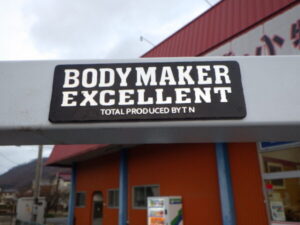 BODYMAKER
EXCELLENT
TOTAL PRODUCED BY T N